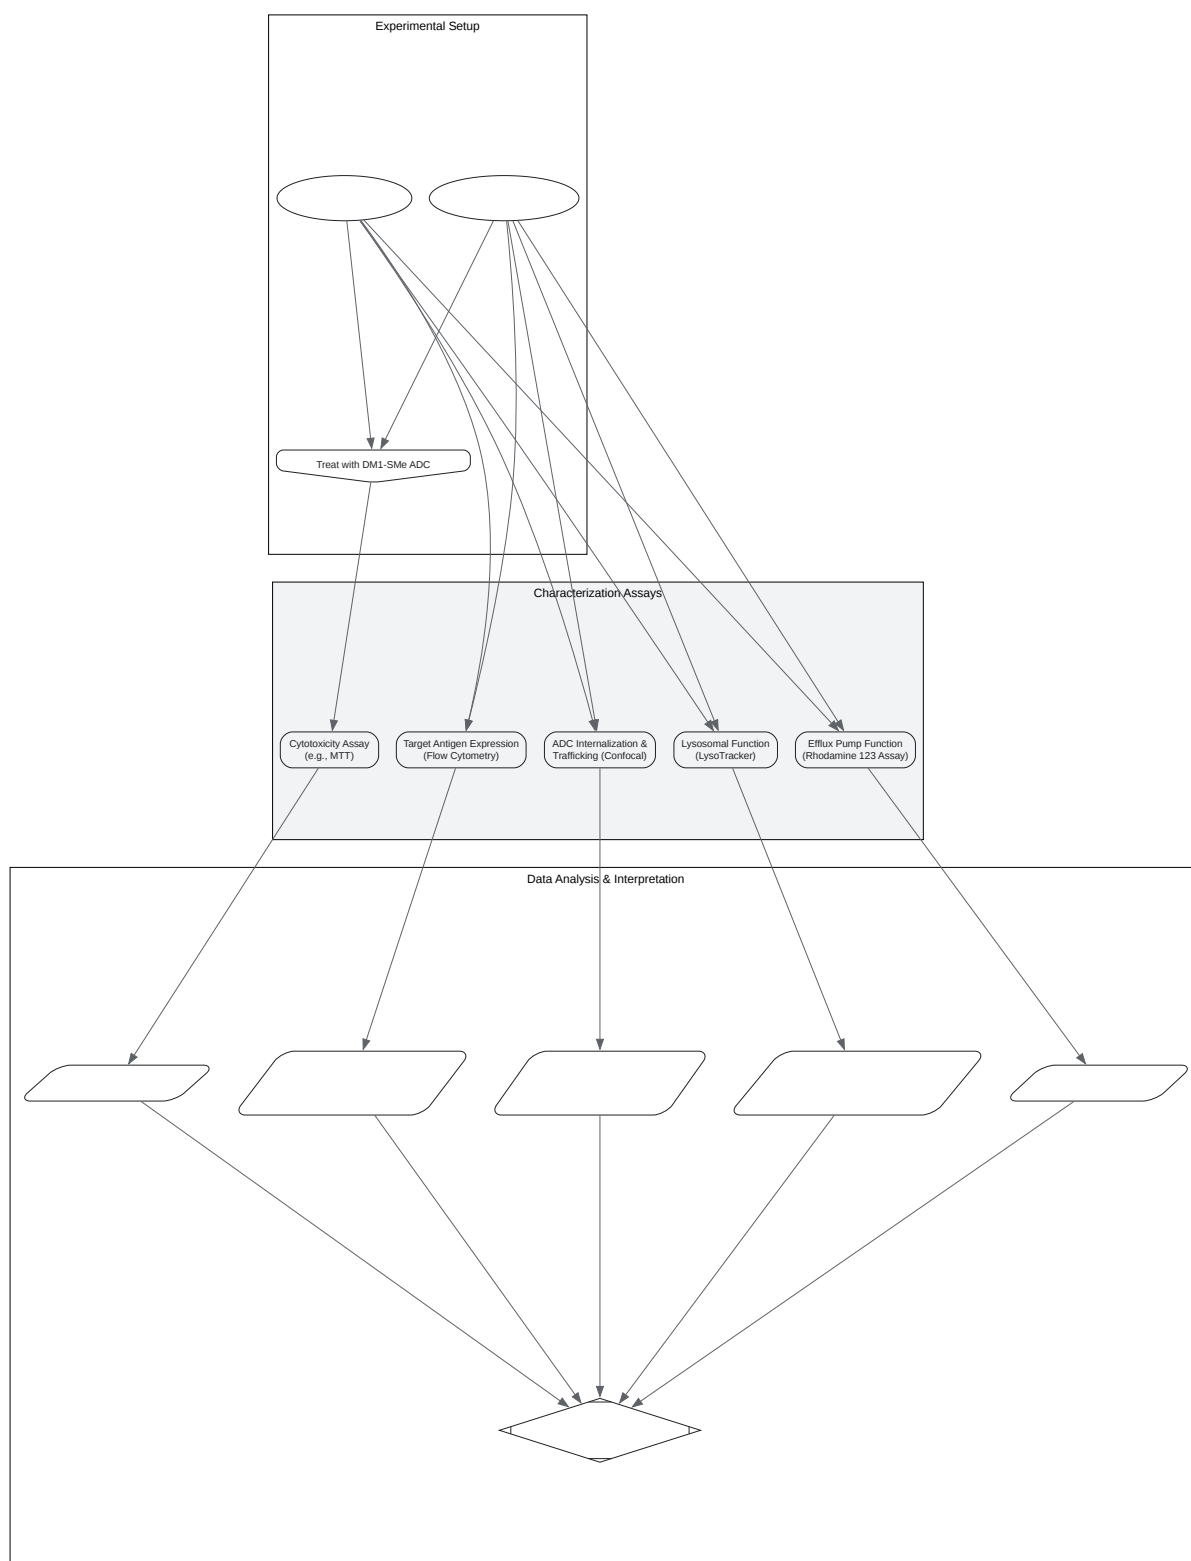 Experimental Setup
Treat with DM1-SMe ADC
Characterization Assays
Cytotoxicity Assay
(e.g., MTT)
Target Antigen Expression
(Flow Cytometry)
ADC Internalization &
Trafficking (Confocal)
Lysosomal Function
(LysoTracker)
Efflux Pump Function
(Rhodamine 123 Assay)
Data Analysis & Interpretation